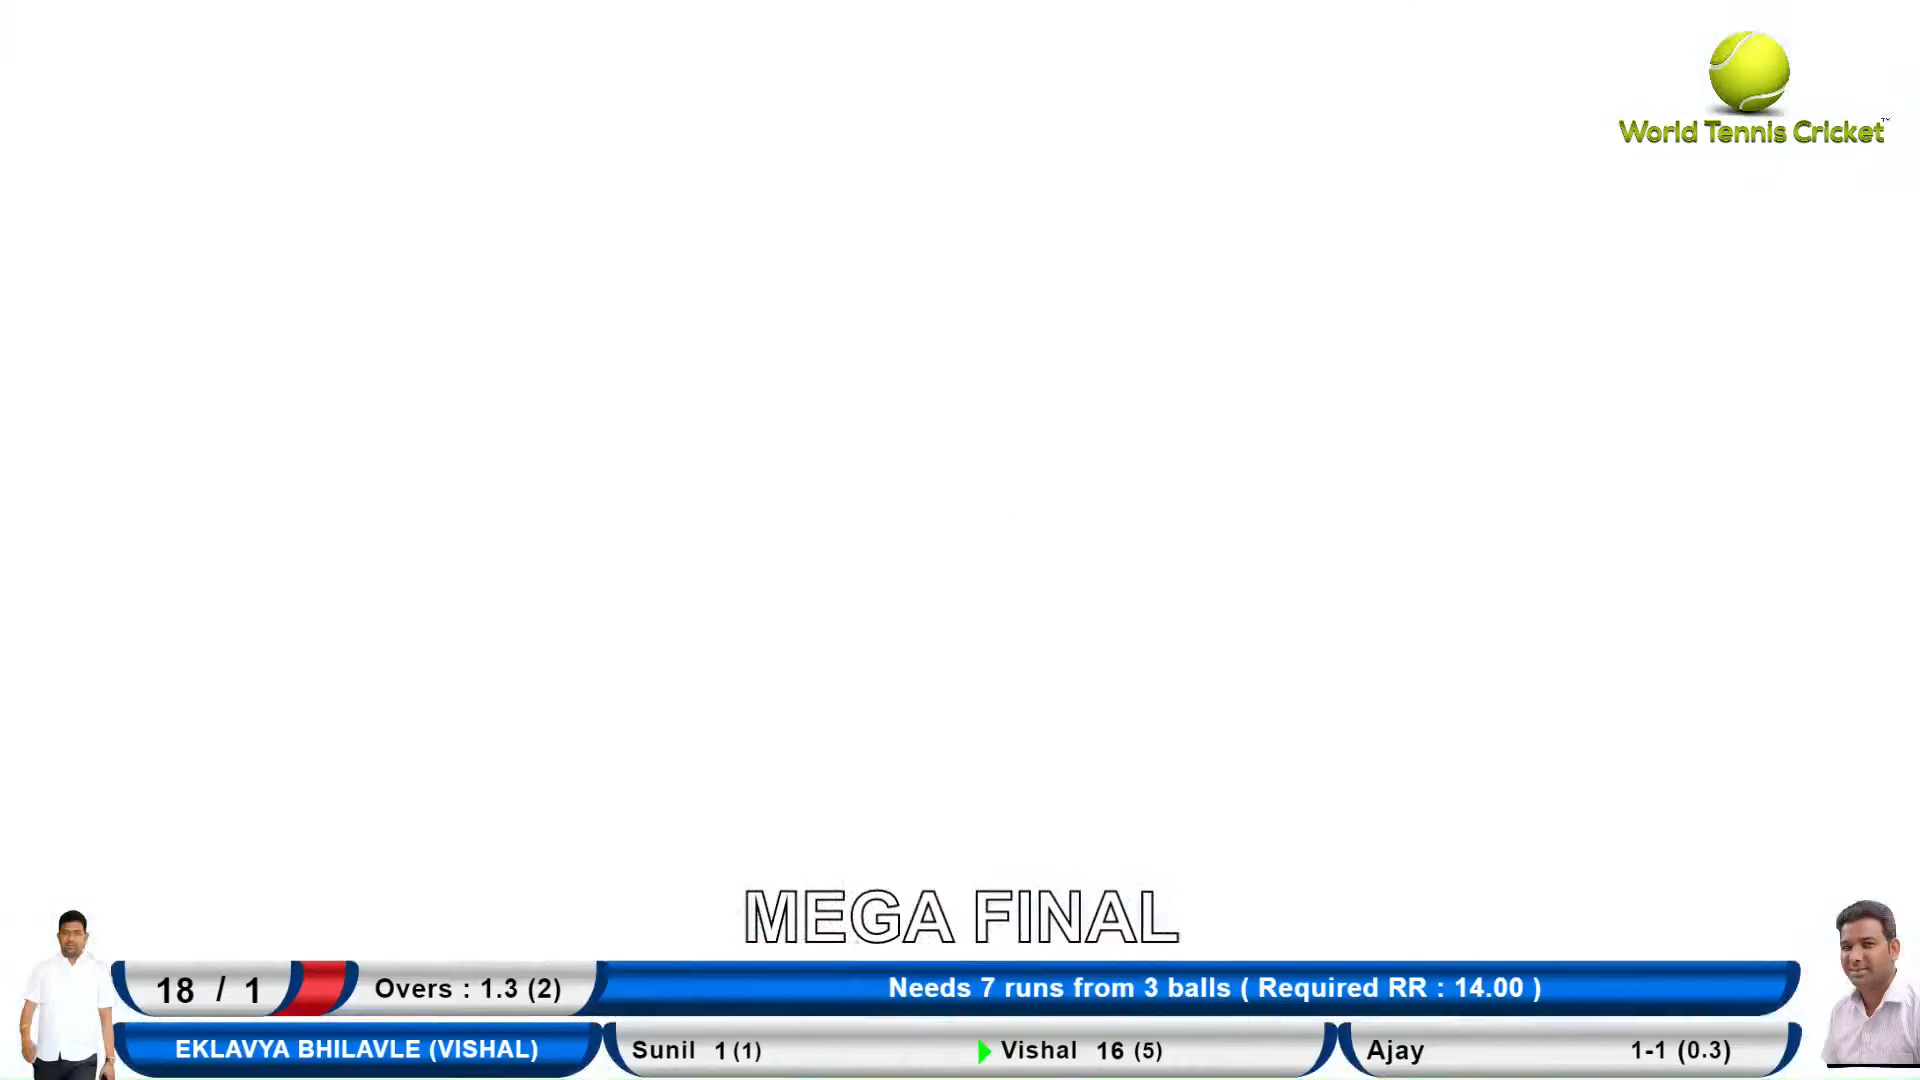 World Tennis Cricket™
MEGA FINAL
18 / 1 Overs : 1.3 (2) Needs 7 runs from 3 balls ( Required RR : 14.00 )
EKLAVYA BHILAVLE (VISHAL) Sunil 1 (1) Vishal 16 (5) Ajay 1-1 (0.3)